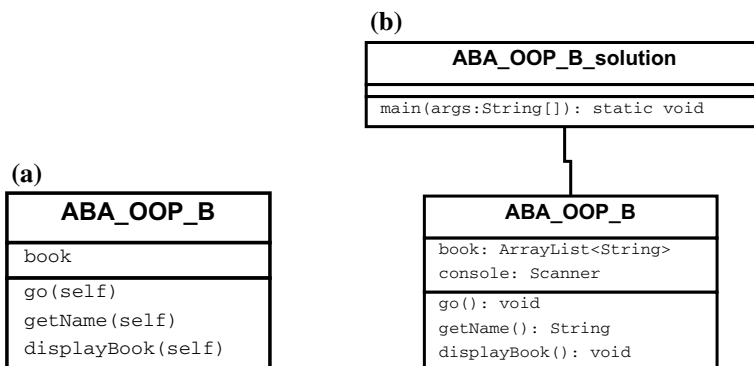 (a)
ABA_OOP_B
book
go(self)
getName(self)
displayBook(self)
(b)
ABA_OOP_B_solution
main(args:String[]): static void
ABA_OOP_B
book: ArrayList<String>
console: Scanner
go(): void
getName(): String
displayBook(): void